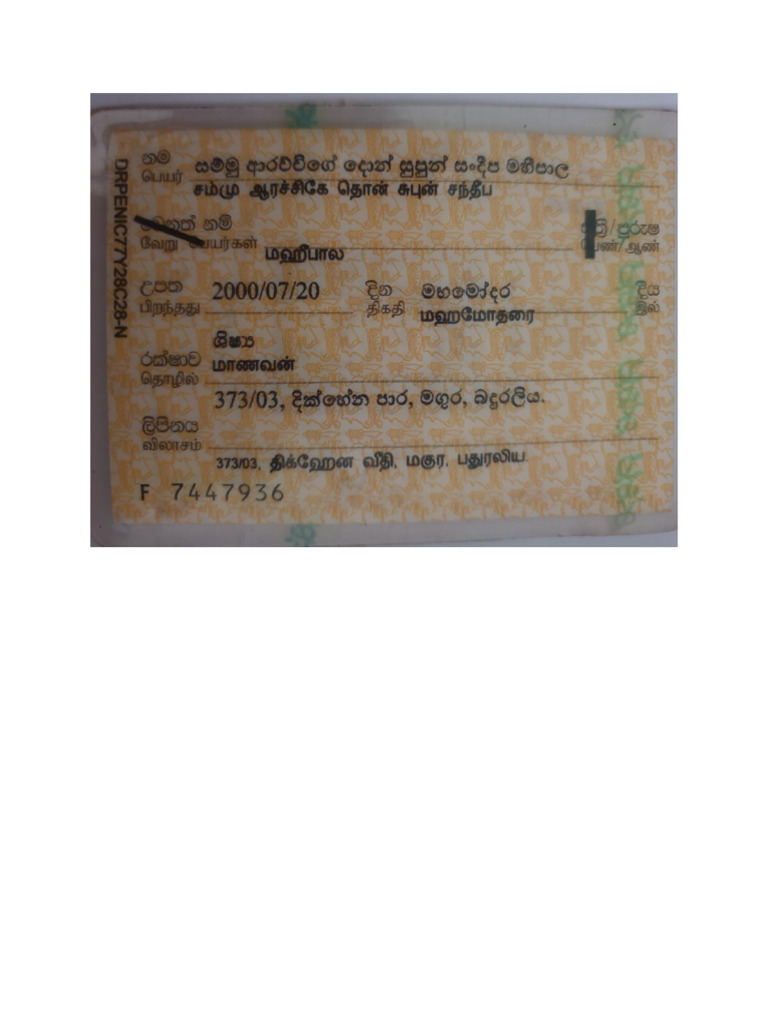 නම සම්මු ආරච්චිගේ දොන් සුපුන් සංදීප මහීපාල
பெயர் சம்மு ஆரச்சிகே தொன் சுபுன் சந்தீப
වෙනත් නම් ස්ත්‍රී/පුරුෂ
வேறு பெயர்கள் மஹீபால பெண்/ஆண்
උපත 2000/07/20 දින මහමෝදර දීය
பிறந்தது திகதி மஹமோதரை இல்
ශිෂ්‍ය
රක්ෂාව மாணவன்
தொழில்
373/03, දික්හේන පාර, මගුර, බදුරලිය.
ලිපිනය
விலாசம்
373/03, திக்ஹேன வீதி, மகுர, பதுரலிய.
F 7447936
DRPENIC77Y28C28-N